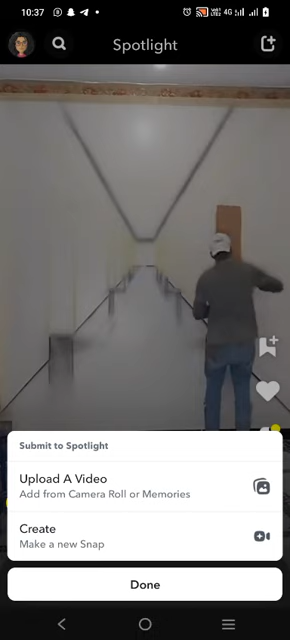 10:37
4G
Spotlight
Submit to Spotlight
Upload A Video
Add from Camera Roll or Memories
Create
Make a new Snap
Done